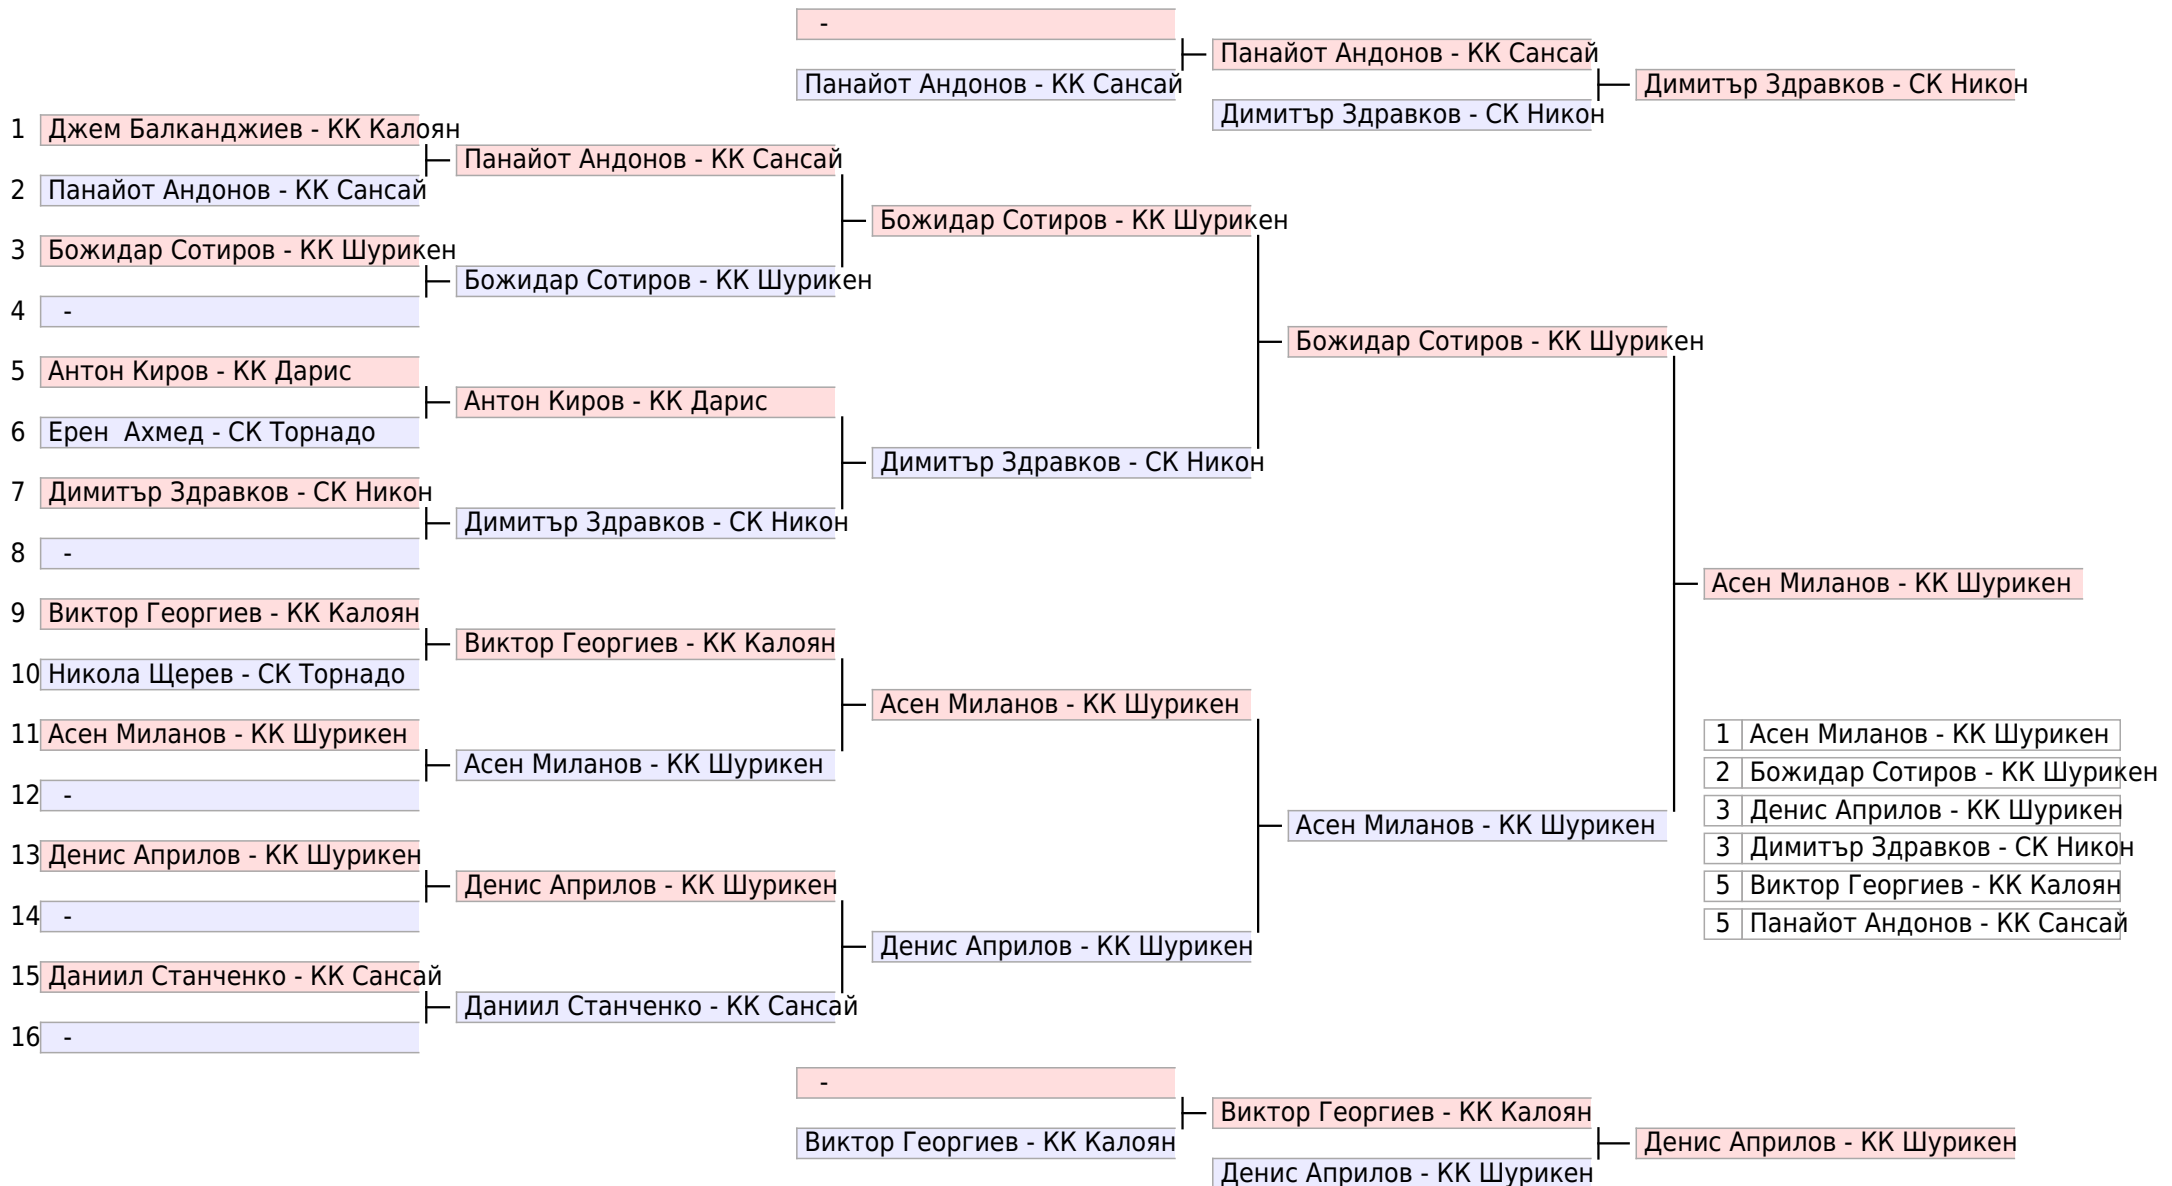 -
Панайот Андонов - КК Сансай
Панайот Андонов - КК Сансай
Димитър Здравков - СК Никон
Димитър Здравков - СК Никон
1 Джем Балканджиев - КК Калоян
Панайот Андонов - КК Сансай
2 Панайот Андонов - КК Сансай
Божидар Сотиров - КК Шурикен
3 Божидар Сотиров - КК Шурикен
Божидар Сотиров - КК Шурикен
4 -
Божидар Сотиров - КК Шурикен
5 Антон Киров - КК Дарис
Антон Киров - КК Дарис
6 Ерен  Ахмед - СК Торнадо
Димитър Здравков - СК Никон
7 Димитър Здравков - СК Никон
Димитър Здравков - СК Никон
8 -
Асен Миланов - КК Шурикен
9 Виктор Георгиев - КК Калоян
Виктор Георгиев - КК Калоян
10 Никола Щерев - СК Торнадо
Асен Миланов - КК Шурикен
11 Асен Миланов - КК Шурикен
Асен Миланов - КК Шурикен
12 -
Асен Миланов - КК Шурикен
13 Денис Априлов - КК Шурикен
Денис Априлов - КК Шурикен
14 -
Денис Априлов - КК Шурикен
15 Даниил Станченко - КК Сансай
Даниил Станченко - КК Сансай
16 -
1 Асен Миланов - КК Шурикен
2 Божидар Сотиров - КК Шурикен
3 Денис Априлов - КК Шурикен
3 Димитър Здравков - СК Никон
5 Виктор Георгиев - КК Калоян
5 Панайот Андонов - КК Сансай
-
Виктор Георгиев - КК Калоян
Виктор Георгиев - КК Калоян
Денис Априлов - КК Шурикен
Денис Априлов - КК Шурикен